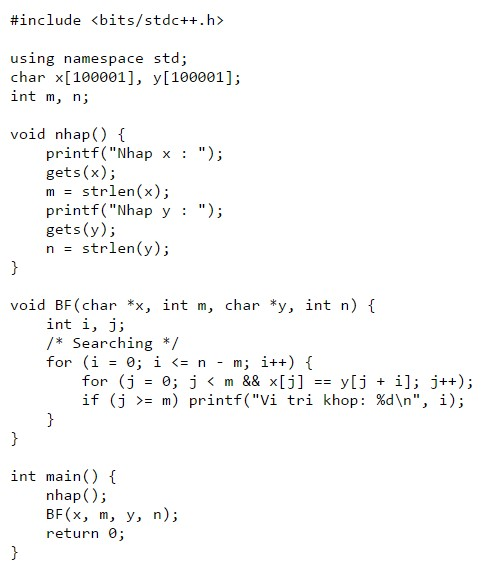 #include <bits/stdc++.h>
using namespace std;
char x[100001], y[100001];
int m, n;
void nhap() {
    printf("Nhap x : ");
    gets(x);
    m = strlen(x);
    printf("Nhap y : ");
    gets(y);
    n = strlen(y);
}
void BF(char *x, int m, char *y, int n) {
    int i, j;
    /* Searching */
    for (i = 0; i <= n - m; i++) {
        for (j = 0; j < m && x[j] == y[j + i]; j++);
        if (j >= m) printf("Vi tri khop: %d\n", i);
    }
}
int main() {
    nhap();
    BF(x, m, y, n);
    return 0;
}